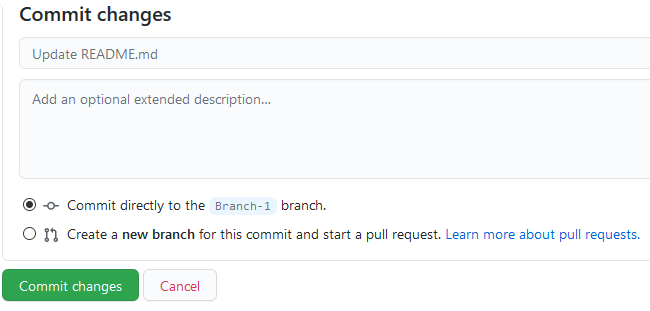 Commit changes
Update README.md
Add an optional extended description...
Commit directly to the Branch-1 branch.
Create a new branch for this commit and start a pull request. Learn more about pull requests.
Commit changes
Cancel